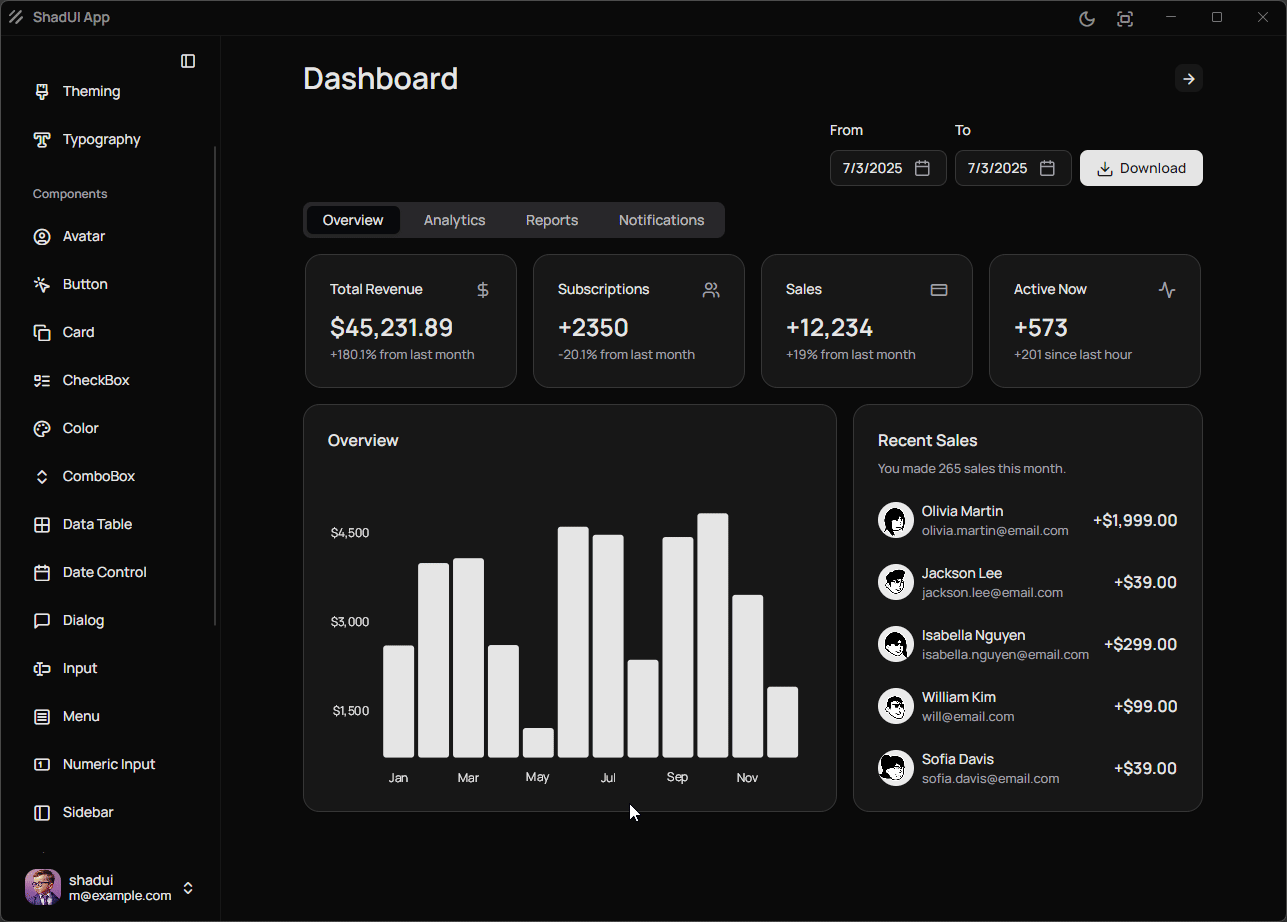 ShadUI App
Theming
Typography
Components
Avatar
Button
Card
CheckBox
Color
ComboBox
Data Table
Date Control
Dialog
Input
Menu
Numeric Input
Sidebar
shadui
m@example.com
Dashboard
From
To
7/3/2025
7/3/2025
Download
Overview
Analytics
Reports
Notifications
Total Revenue
$45,231.89
+180.1% from last month
Subscriptions
+2350
-20.1% from last month
Sales
+12,234
+19% from last month
Active Now
+573
+201 since last hour
Overview
$4,500
$3,000
$1,500
Jan
Mar
May
Jul
Sep
Nov
Recent Sales
You made 265 sales this month.
Olivia Martin
olivia.martin@email.com
+$1,999.00
Jackson Lee
jackson.lee@email.com
+$39.00
Isabella Nguyen
isabella.nguyen@email.com
+$299.00
William Kim
will@email.com
+$99.00
Sofia Davis
sofia.davis@email.com
+$39.00